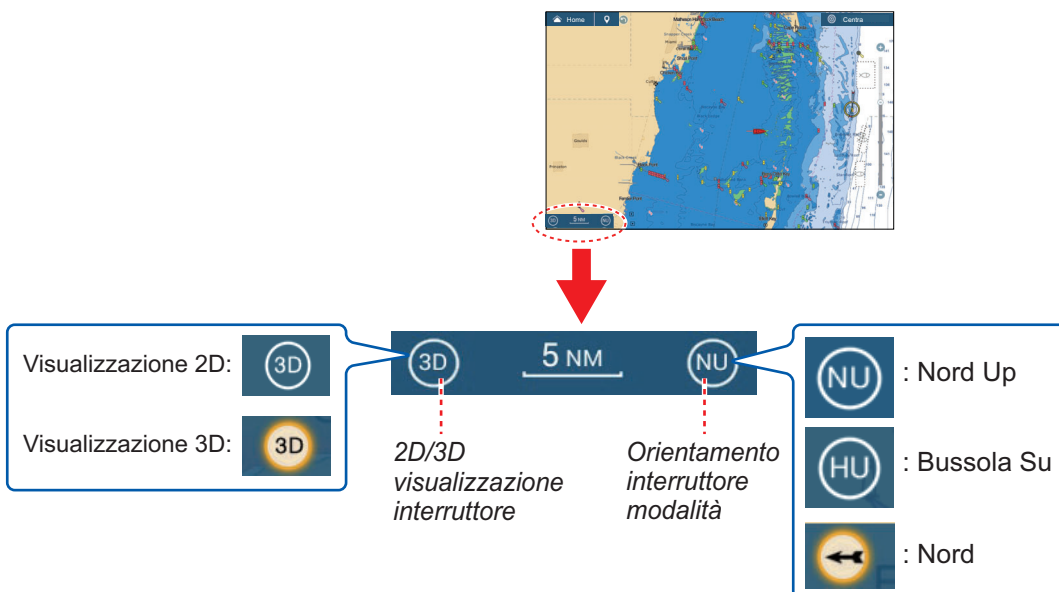 Home
Centra
5 NM
3D
5 NM
NU
Visualizzazione 2D:
3D
Visualizzazione 3D:
3D
2D/3D
visualizzazione
interruttore
Orientamento
interruttore
modalità
NU
: Nord Up
HU
: Bussola Su
: Nord